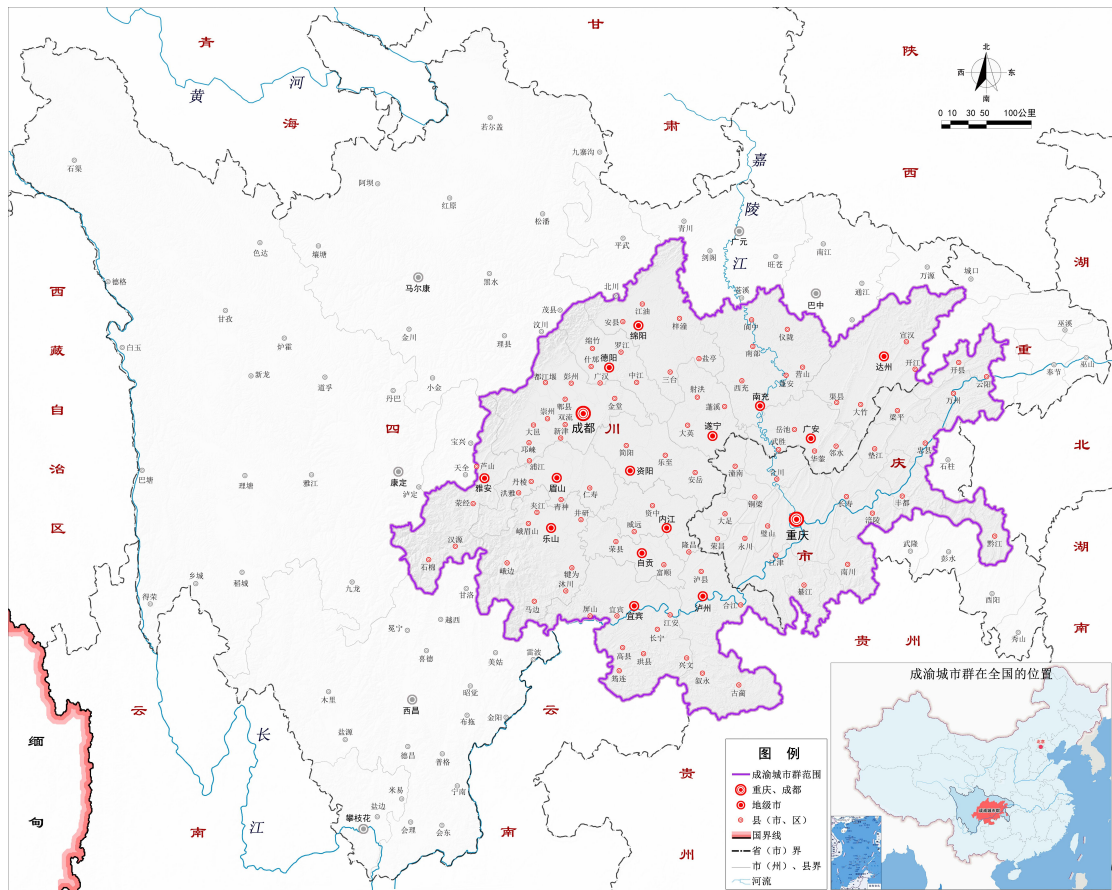 甘
青
陕
北
西
东
南
0 10 30 50 100公里
黄
河
海
若尔盖
肃
九寨沟
嘉
石渠
阿坝
西
红原
陵
松潘
青川
广元
平武
南江
色达
壤塘
剑阁
江
旺苍
湖
万源
城口
马尔康
黑水
德格
通江
西
苍溪
北川
巴中
茂县
江油
甘孜
藏
安县
绵阳
梓潼
阆中
仪陇
宣汉
巫溪
汶川
金川
理县
炉霍
白玉
绵竹
罗江
南部
重
德阳
达州
开江
开县
盐亭
巫山
什邡
奉节
新龙
道孚
小金
都江堰
彭州
广汉
中江
三台
西充
蓬安
营山
云阳
自
丹巴
射洪
万州
郫县
金堂
蓬溪
南充
渠县
大竹
梁平
崇州
双流
成都
四
川
大邑
新津
大英
遂宁
岳池
广安
宝兴
邛崃
简阳
武胜
华蓥
邻水
垫江
忠县
北
治
芦山
蒲江
乐至
庆
石柱
天全
康定
资阳
潼南
合川
巴塘
理塘
雅江
雅安
丹棱
眉山
安岳
泸定
洪雅
仁寿
铜梁
长寿
丰都
荥经
青神
区
夹江
井研
资中
大足
涪陵
峨眉山
乐山
威远
内江
重庆
璧山
汉源
荣县
隆昌
荣昌
永川
市
武隆
彭水
黔江
湖
石棉
峨边
自贡
江津
南川
乡城
稻城
九龙
犍为
富顺
泸县
綦江
得荣
甘洛
沐川
马边
宜宾
泸州
合江
酉阳
屏山
宜宾
越西
江安
冕宁
长宁
贵
州
秀山
南
喜德
美姑
雷波
高县
珙县
兴文
成渝城市群在全国的位置
筠连
叙永
木里
昭觉
古蔺
云
西昌
云
布拖
金阳
缅
长
盐源
图 例
德昌
普格
成渝城市群范围
贵
重庆、成都
宁南
米易
地级市
盐边
县（市、区）
甸
南
江
攀枝花
会理
会东
南
国界线
省（市）界
州
市（州）、县界
河流